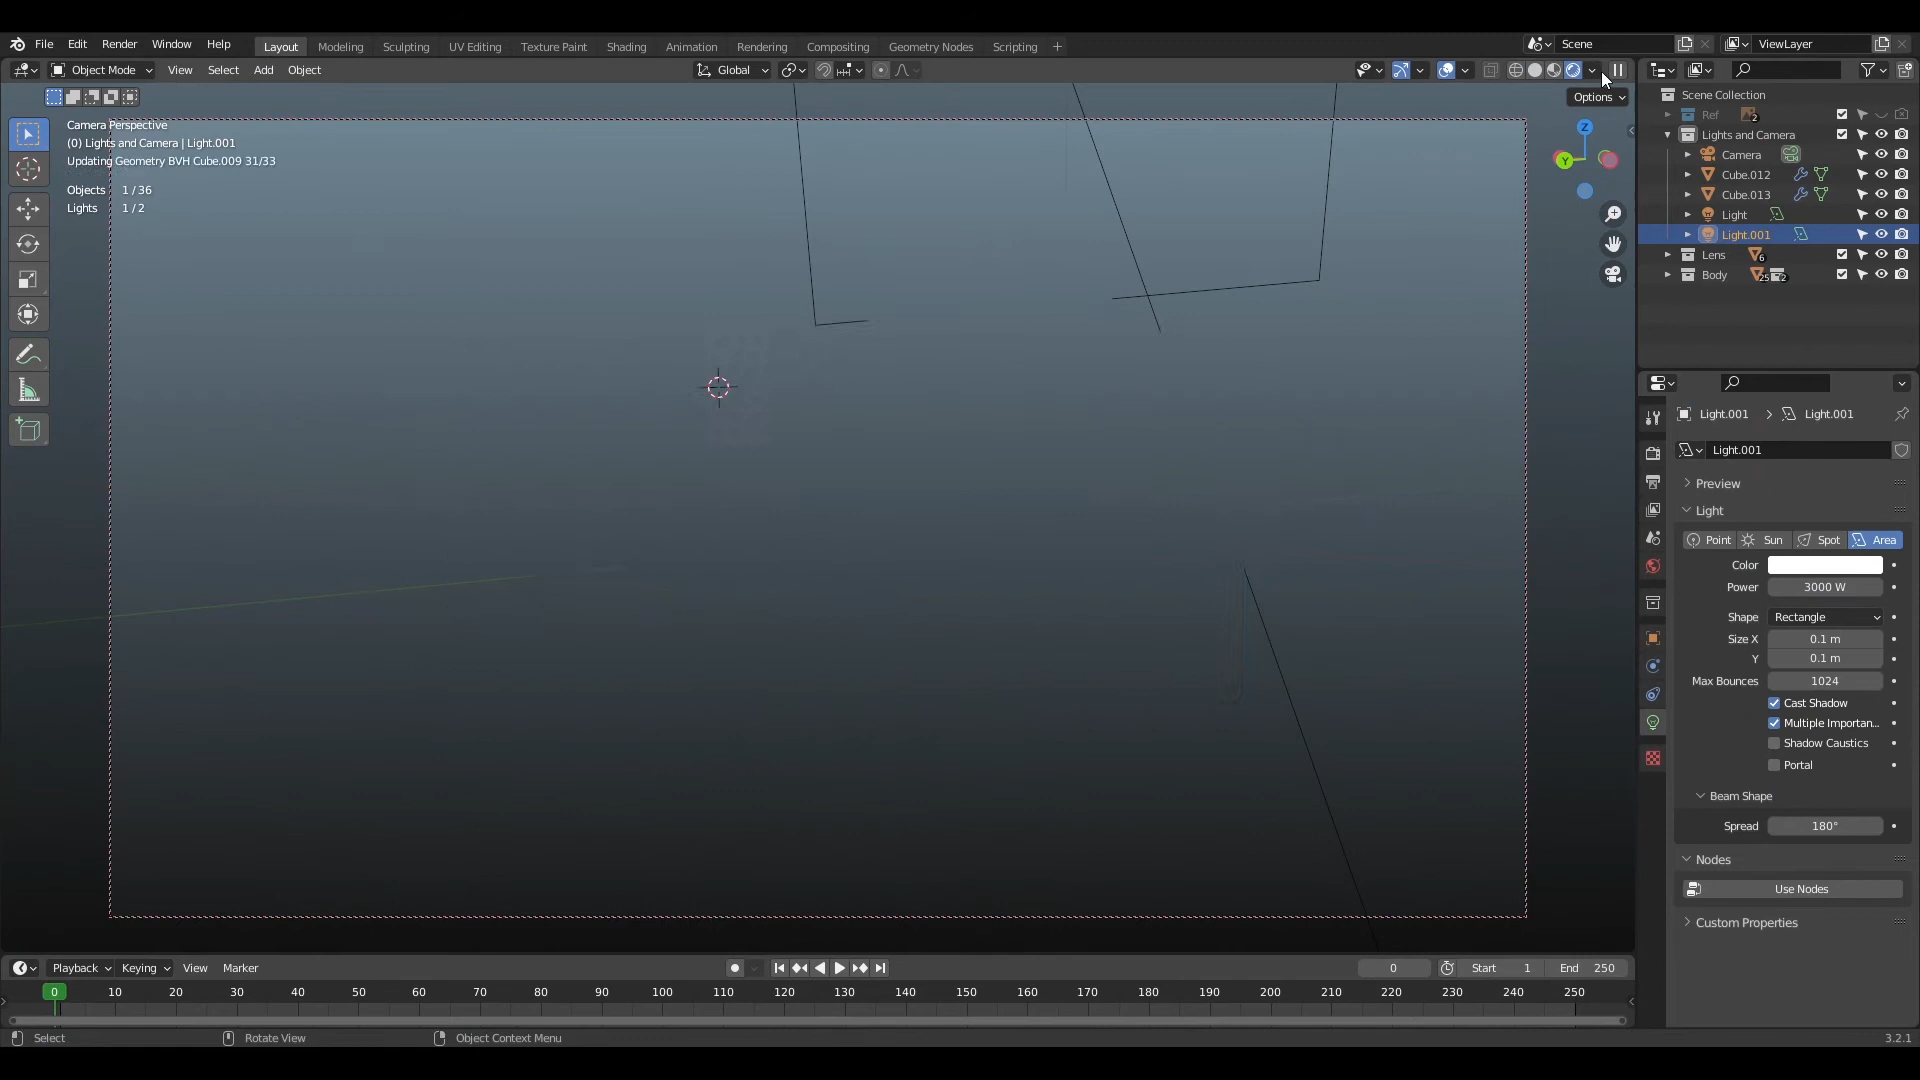 File Edit Render Window Help Layout Modeling Sculpting UV Editing Texture Paint Shading Animation Rendering Compositing Geometry Nodes Scripting + Scene ViewLayer
Object Mode View Select Add Object Global
Options
Camera Perspective
(0) Lights and Camera | Light.001
Updating Geometry BVH Cube.009 31/33
Objects 1/36
Lights 1/2
Z
Y
Scene Collection
Ref 2
Lights and Camera
Camera
Cube.012
Cube.013
Light
Light.001
Lens 6
Body 25 2
Light.001 > Light.001
Light.001
Preview
Light
Point Sun Spot Area
Color
Power 3000 W
Shape Rectangle
Size X 0.1 m
Y 0.1 m
Max Bounces 1024
Cast Shadow
Multiple Importan...
Shadow Caustics
Portal
Beam Shape
Spread 180°
Nodes
Use Nodes
Custom Properties
Playback Keying View Marker 0 Start 1 End 250
0 10 20 30 40 50 60 70 80 90 100 110 120 130 140 150 160 170 180 190 200 210 220 230 240 250
Select Rotate View Object Context Menu 3.2.1